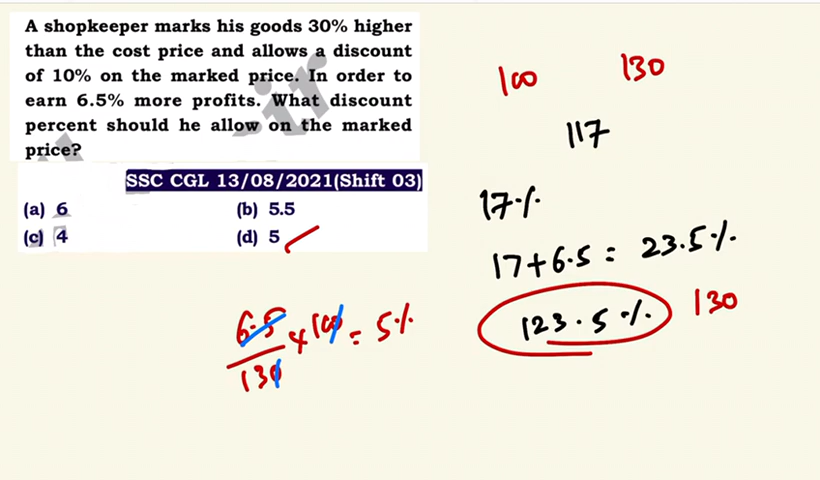 A shopkeeper marks his goods 30% higher
than the cost price and allows a discount
of 10% on the marked price. In order to
earn 6.5% more profits. What discount
percent should he allow on the marked
price?
SSC CGL 13/08/2021(Shift 03)
(a) 6
(b) 5.5
(c) 4
(d) 5
100 130
117
17%
17+6.5 = 23.5%
123.5% 130
6.5/130 × 100 = 5%